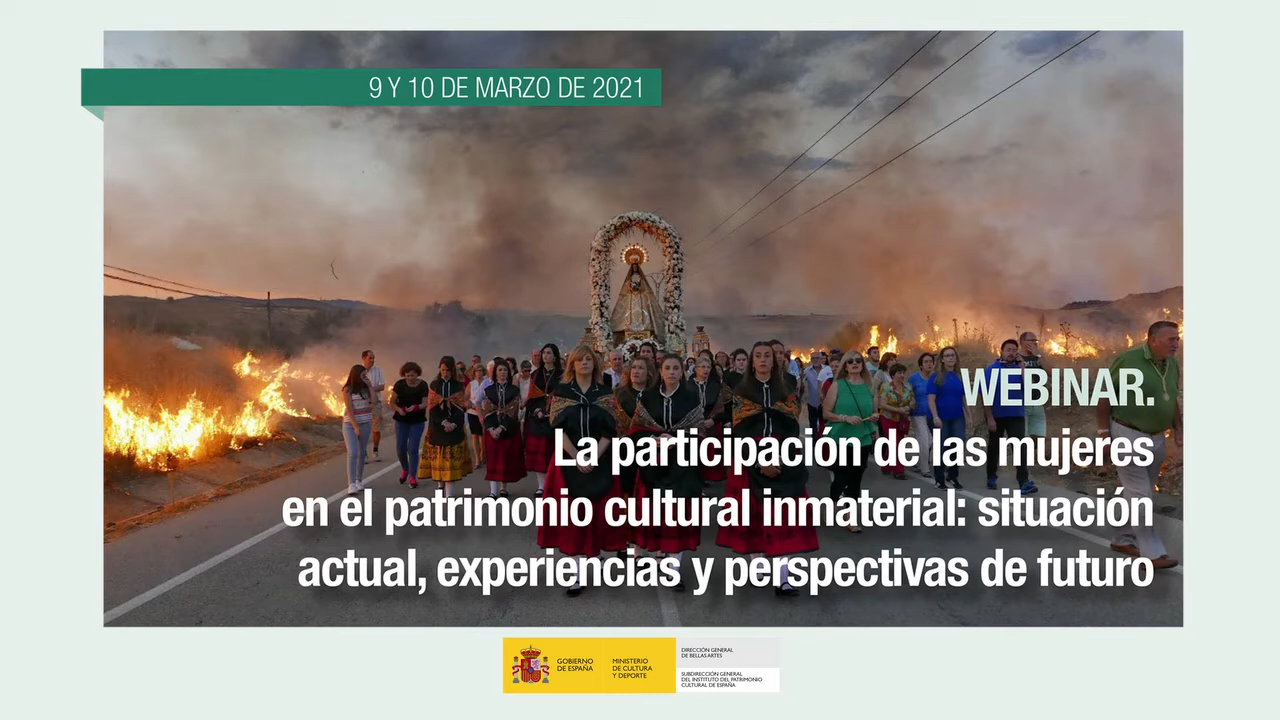 9 Y 10 DE MARZO DE 2021
WEBINAR.
La participación de las mujeres
en el patrimonio cultural inmaterial: situación
actual, experiencias y perspectivas de futuro
GOBIERNO
DE ESPAÑA
MINISTERIO
DE CULTURA
Y DEPORTE
DIRECCIÓN GENERAL
DE BELLAS ARTES
SUBDIRECCIÓN GENERAL
DEL INSTITUTO DEL PATRIMONIO
CULTURAL DE ESPAÑA